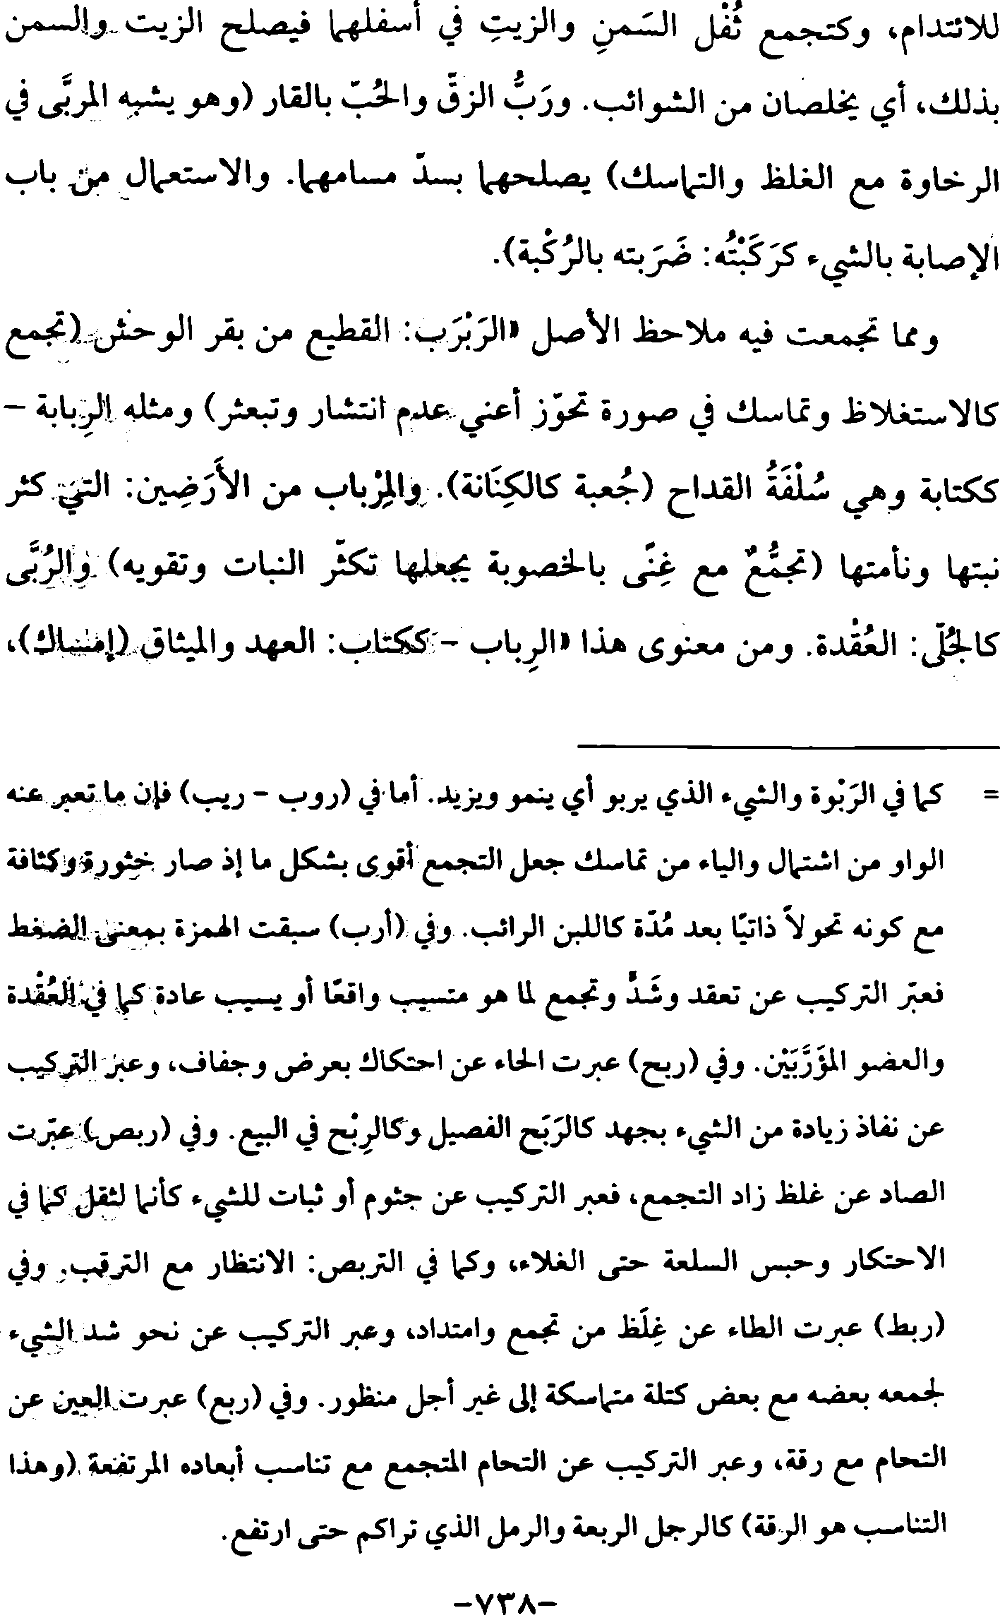 للائتدام، وكتجمع ثُفْل السَمنِ والزيتِ في أسفلهما فيصلح الزيت والسمن
بذلك، أي يخلصان من الشوائب. ورَبُّ الزقّ والحُبّ بالقار (وهو يشبه المربَّى في
الرخاوة مع الغلظ والتماسك) يصلحهما بسدّ مسامهما. والاستعمال من باب
الإصابة بالشيء كرَكَبْتُه: ضَرَبته بالرُكْبة).
ومما تجمعت فيه ملاحظ الأصل «الرَبْرَب: القطيع من بقر الوحش (تجمع
كالاستغلاظ وتماسك في صورة تحوّز أعني عدم انتشار وتبعثر) ومثله الرِبابة –
ككتابة وهي سُلْفَةُ القداح (جُعبة كالكِنَانة). والمِرْباب من الأَرَضِين: التي كثر
نبتها ونأمتها (تجمُّعٌ مع غِنًى بالخصوبة يجعلها تكثّر النبات وتقويه) والرُبَّى
كالجُلّى: العُقْدة. ومن معنوى هذا «الرِباب – ككتاب: العهد والميثاق (إمساك)،
= كما في الرَبْوة والشيء الذي يربو أي ينمو ويزيد. أما في (روب – ريب) فإن ما تعبر عنه
الواو من اشتمال والياء من تماسك جعل التجمع أقوى بشكل ما إذ صار خثورة وكثافة
مع كونه تحولاً ذاتيًا بعد مُدّة كاللبن الرائب. وفي (أرب) سبقت الهمزة بمعنى الضغط
فعبّر التركيب عن تعقد وشَدٍّ وتجمع لما هو متسيب واقعًا أو يسيب عادة كما في العُقْدة
والعضو المؤَرَّبَيْن. وفي (ربح) عبرت الحاء عن احتكاك بعرض وجفاف، وعبر التركيب
عن نفاذ زيادة من الشيء بجهد كالرَبَح الفصيل وكالرِبْح في البيع. وفي (ربص) عبّرت
الصاد عن غلظ زاد التجمع، فعبر التركيب عن جثوم أو ثبات للشيء كأنما لثقل كما في
الاحتكار وحبس السلعة حتى الغلاء، وكما في التربص: الانتظار مع الترقب. وفي
(ربط) عبرت الطاء عن غِلَظ من تجمع وامتداد، وعبر التركيب عن نحو شد الشيء
لجمعه بعضه مع بعض كتلة متماسكة إلى غير أجل منظور. وفي (ربع) عبرت العين عن
التحام مع رقة، وعبر التركيب عن التحام المتجمع مع تناسب أبعاده المرتفعة (وهذا
التناسب هو الرقة) كالرجل الربعة والرمل الذي تراكم حتى ارتفع.
-٧٣٨-